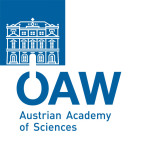 ÖAW
Austrian Academy
of Sciences